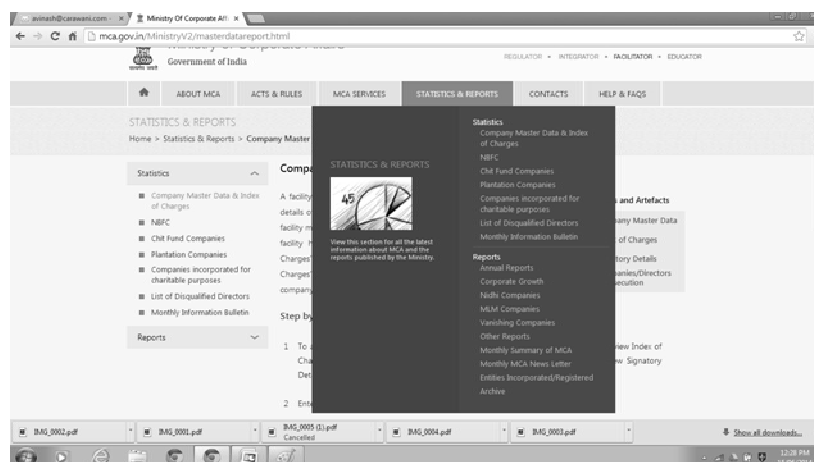 avinash@carawani.com -
Ministry Of Corporate Aff
mca.gov.in/MinistryV2/masterdatareport.html
Government of India
REGULATOR • INTEGRATOR • FACILITATOR • EDUCATOR
ABOUT MCA
ACTS & RULES
MCA SERVICES
STATISTICS & REPORTS
CONTACTS
HELP & FAQS
STATISTICS & REPORTS
Home > Statistics & Reports > Company Master
Statistics
Company Master Data & Index
of Charges
NBFC
Chit Fund Companies
Plantation Companies
Companies incorporated for
charitable purposes
List of Disqualified Directors
Monthly Information Bulletin
Reports
Compa
A facility
details o
facility m
facility h
Charges'
Charges'
company
Step by
1 To
Cha
Det
2 Ente
STATISTICS & REPORTS
45
View this section for all the latest
information about MCA and the
reports published by the Ministry.
Statistics
Company Master Data & Index
of Charges
NBFC
Chit Fund Companies
Plantation Companies
Companies incorporated for
charitable purposes
List of Disqualified Directors
Monthly Information Bulletin
Reports
Annual Reports
Corporate Growth
Nidhi Companies
MLM Companies
Vanishing Companies
Other Reports
Monthly Summary of MCA
Monthly MCA News Letter
Entities Incorporated/Registered
Archive
s and Artefacts
pany Master Data
of Charges
tory Details
panies/Directors
ecution
view Index of
ew Signatory
IMG_0002.pdf
IMG_0001.pdf
IMG_0005 (1).pdf
Cancelled
IMG_0004.pdf
IMG_0003.pdf
Show all downloads...
12:28 PM